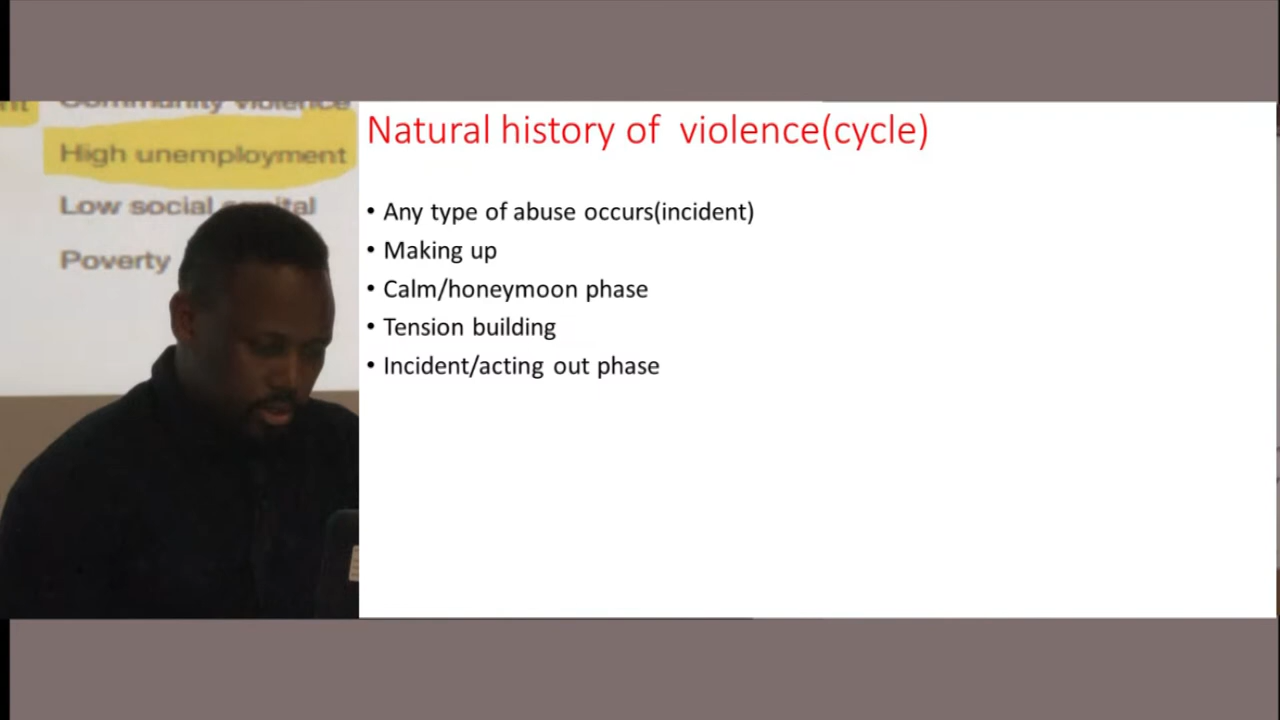 nt
Community violence
High unemployment
Low social capital
Poverty
Natural history of violence(cycle)
• Any type of abuse occurs(incident)
• Making up
• Calm/honeymoon phase
• Tension building
• Incident/acting out phase